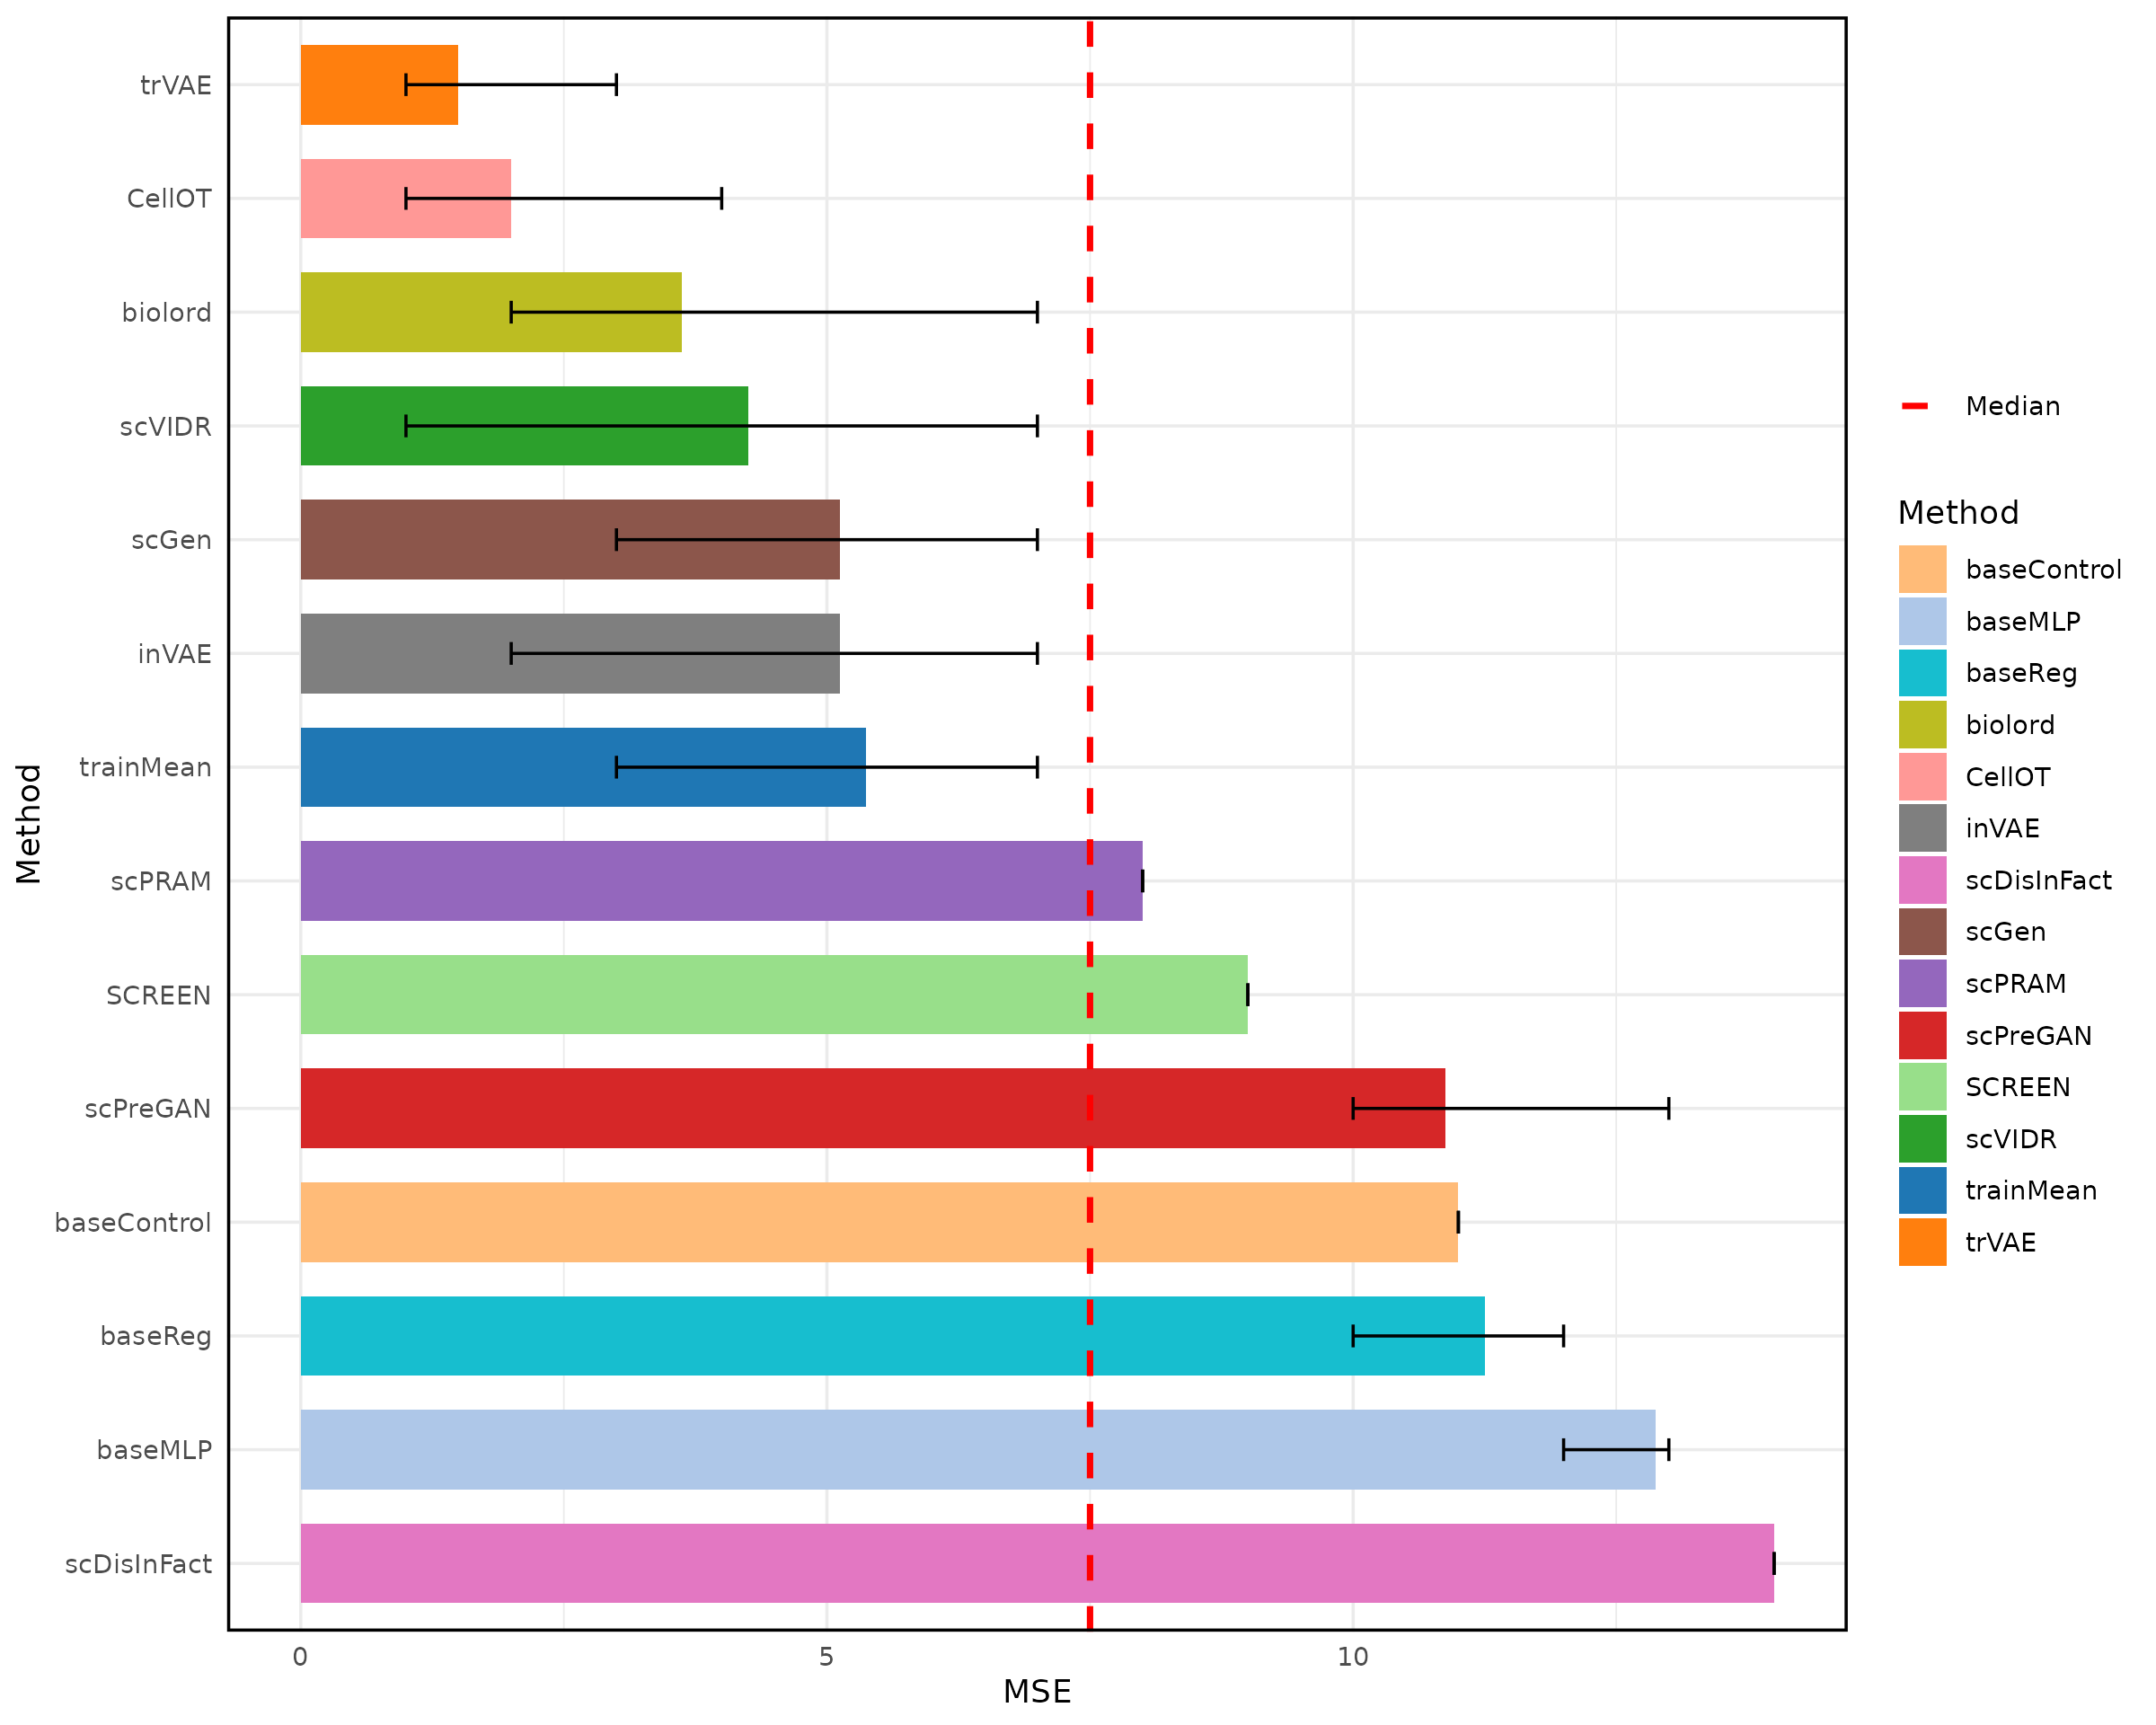 trVAE
CellOT
biolord
scVIDR
scGen
inVAE
trainMean
scPRAM
SCREEN
scPreGAN
baseControl
baseReg
baseMLP
scDisInFact
Method
0 5 10
MSE
Median
Method
baseControl
baseMLP
baseReg
biolord
CellOT
inVAE
scDisInFact
scGen
scPRAM
scPreGAN
SCREEN
scVIDR
trainMean
trVAE